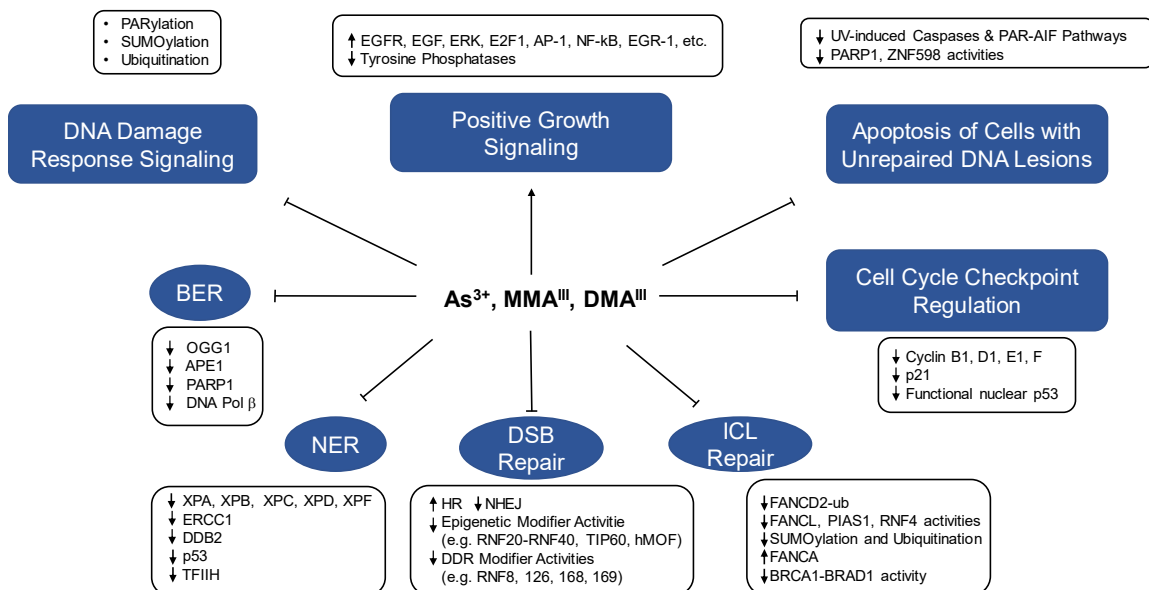 • PARylation
• SUMOylation
• Ubiquitination
DNA Damage
Response Signaling
↑ EGFR, EGF, ERK, E2F1, AP-1, NF-kB, EGR-1, etc.
↓ Tyrosine Phosphatases
Positive Growth
Signaling
↓ UV-induced Caspases & PAR-AIF Pathways
↓ PARP1, ZNF598 activities
Apoptosis of Cells with
Unrepaired DNA Lesions
BER
↓ OGG1
↓ APE1
↓ PARP1
↓ DNA Pol β
As³⁺, MMAᴵᴵᴵ, DMAᴵᴵᴵ
Cell Cycle Checkpoint
Regulation
↓ Cyclin B1, D1, E1, F
↓ p21
↓ Functional nuclear p53
NER
↓ XPA, XPB, XPC, XPD, XPF
↓ ERCC1
↓ DDB2
↓ p53
↓ TFIIH
DSB
Repair
↑ HR ↓ NHEJ
↓ Epigenetic Modifier Activitie
(e.g. RNF20-RNF40, TIP60, hMOF)
↓ DDR Modifier Activities
(e.g. RNF8, 126, 168, 169)
ICL
Repair
↓ FANCD2-ub
↓ FANCL, PIAS1, RNF4 activities
↓ SUMOylation and Ubiquitination
↑ FANCA
↓ BRCA1-BRAD1 activity